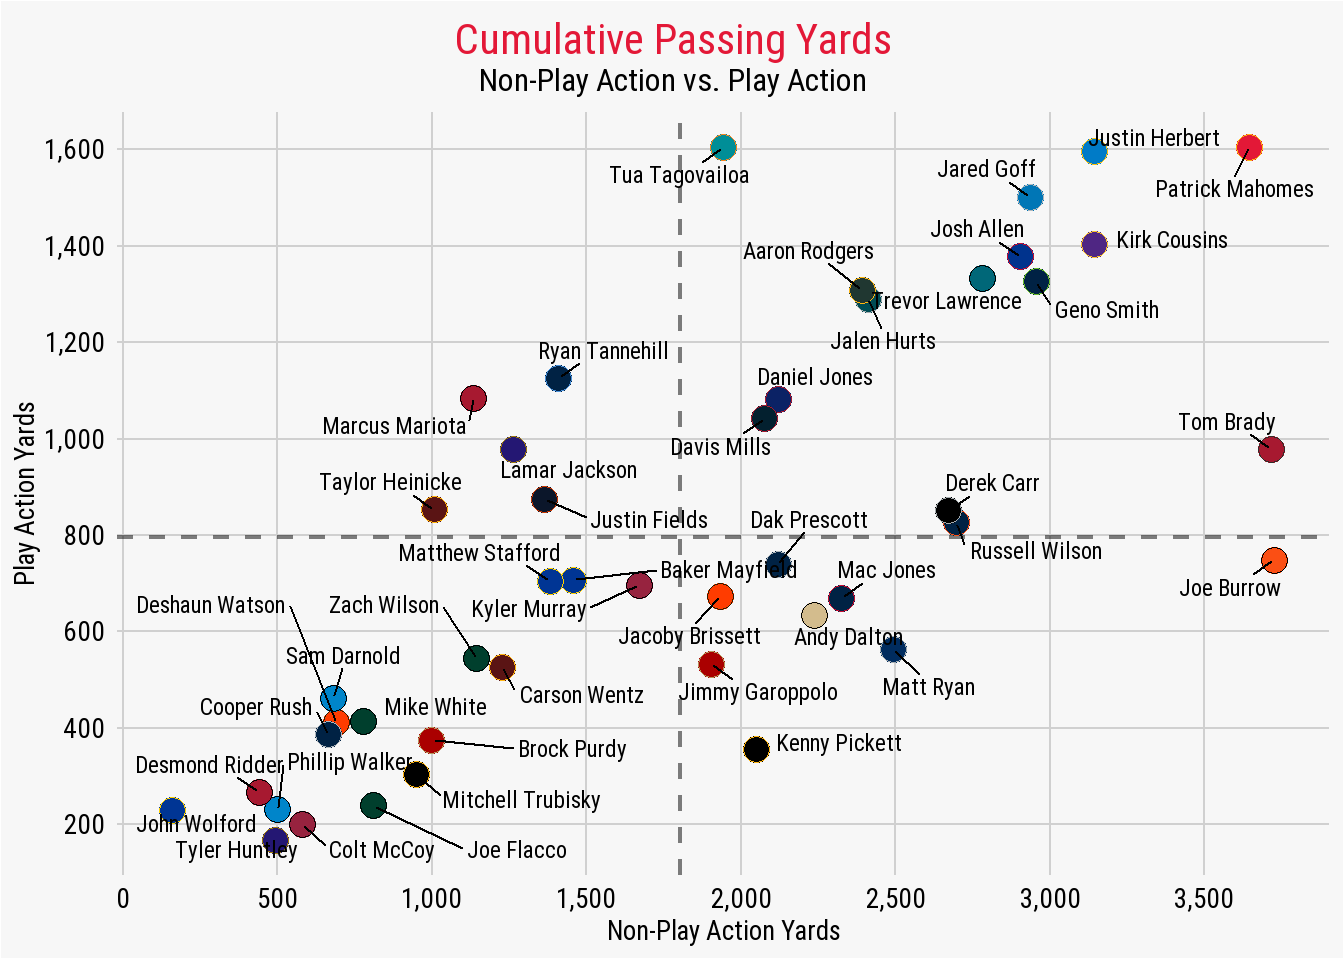 Cumulative Passing Yards
Non-Play Action vs. Play Action
Play Action Yards
1,600
1,400
1,200
1,000
800
600
400
200
Justin Herbert
Tua Tagovailoa
Patrick Mahomes
Jared Goff
Josh Allen
Kirk Cousins
Aaron Rodgers
Trevor Lawrence
Geno Smith
Jalen Hurts
Ryan Tannehill
Daniel Jones
Marcus Mariota
Davis Mills
Tom Brady
Lamar Jackson
Taylor Heinicke
Derek Carr
Justin Fields
Dak Prescott
Matthew Stafford
Russell Wilson
Baker Mayfield
Mac Jones
Joe Burrow
Deshaun Watson
Zach Wilson
Kyler Murray
Jacoby Brissett
Andy Dalton
Sam Darnold
Carson Wentz
Jimmy Garoppolo
Matt Ryan
Cooper Rush
Mike White
Brock Purdy
Kenny Pickett
Desmond Ridder
Phillip Walker
Mitchell Trubisky
John Wolford
Tyler Huntley
Colt McCoy
Joe Flacco
0
500
1,000
1,500
2,000
2,500
3,000
3,500
Non-Play Action Yards